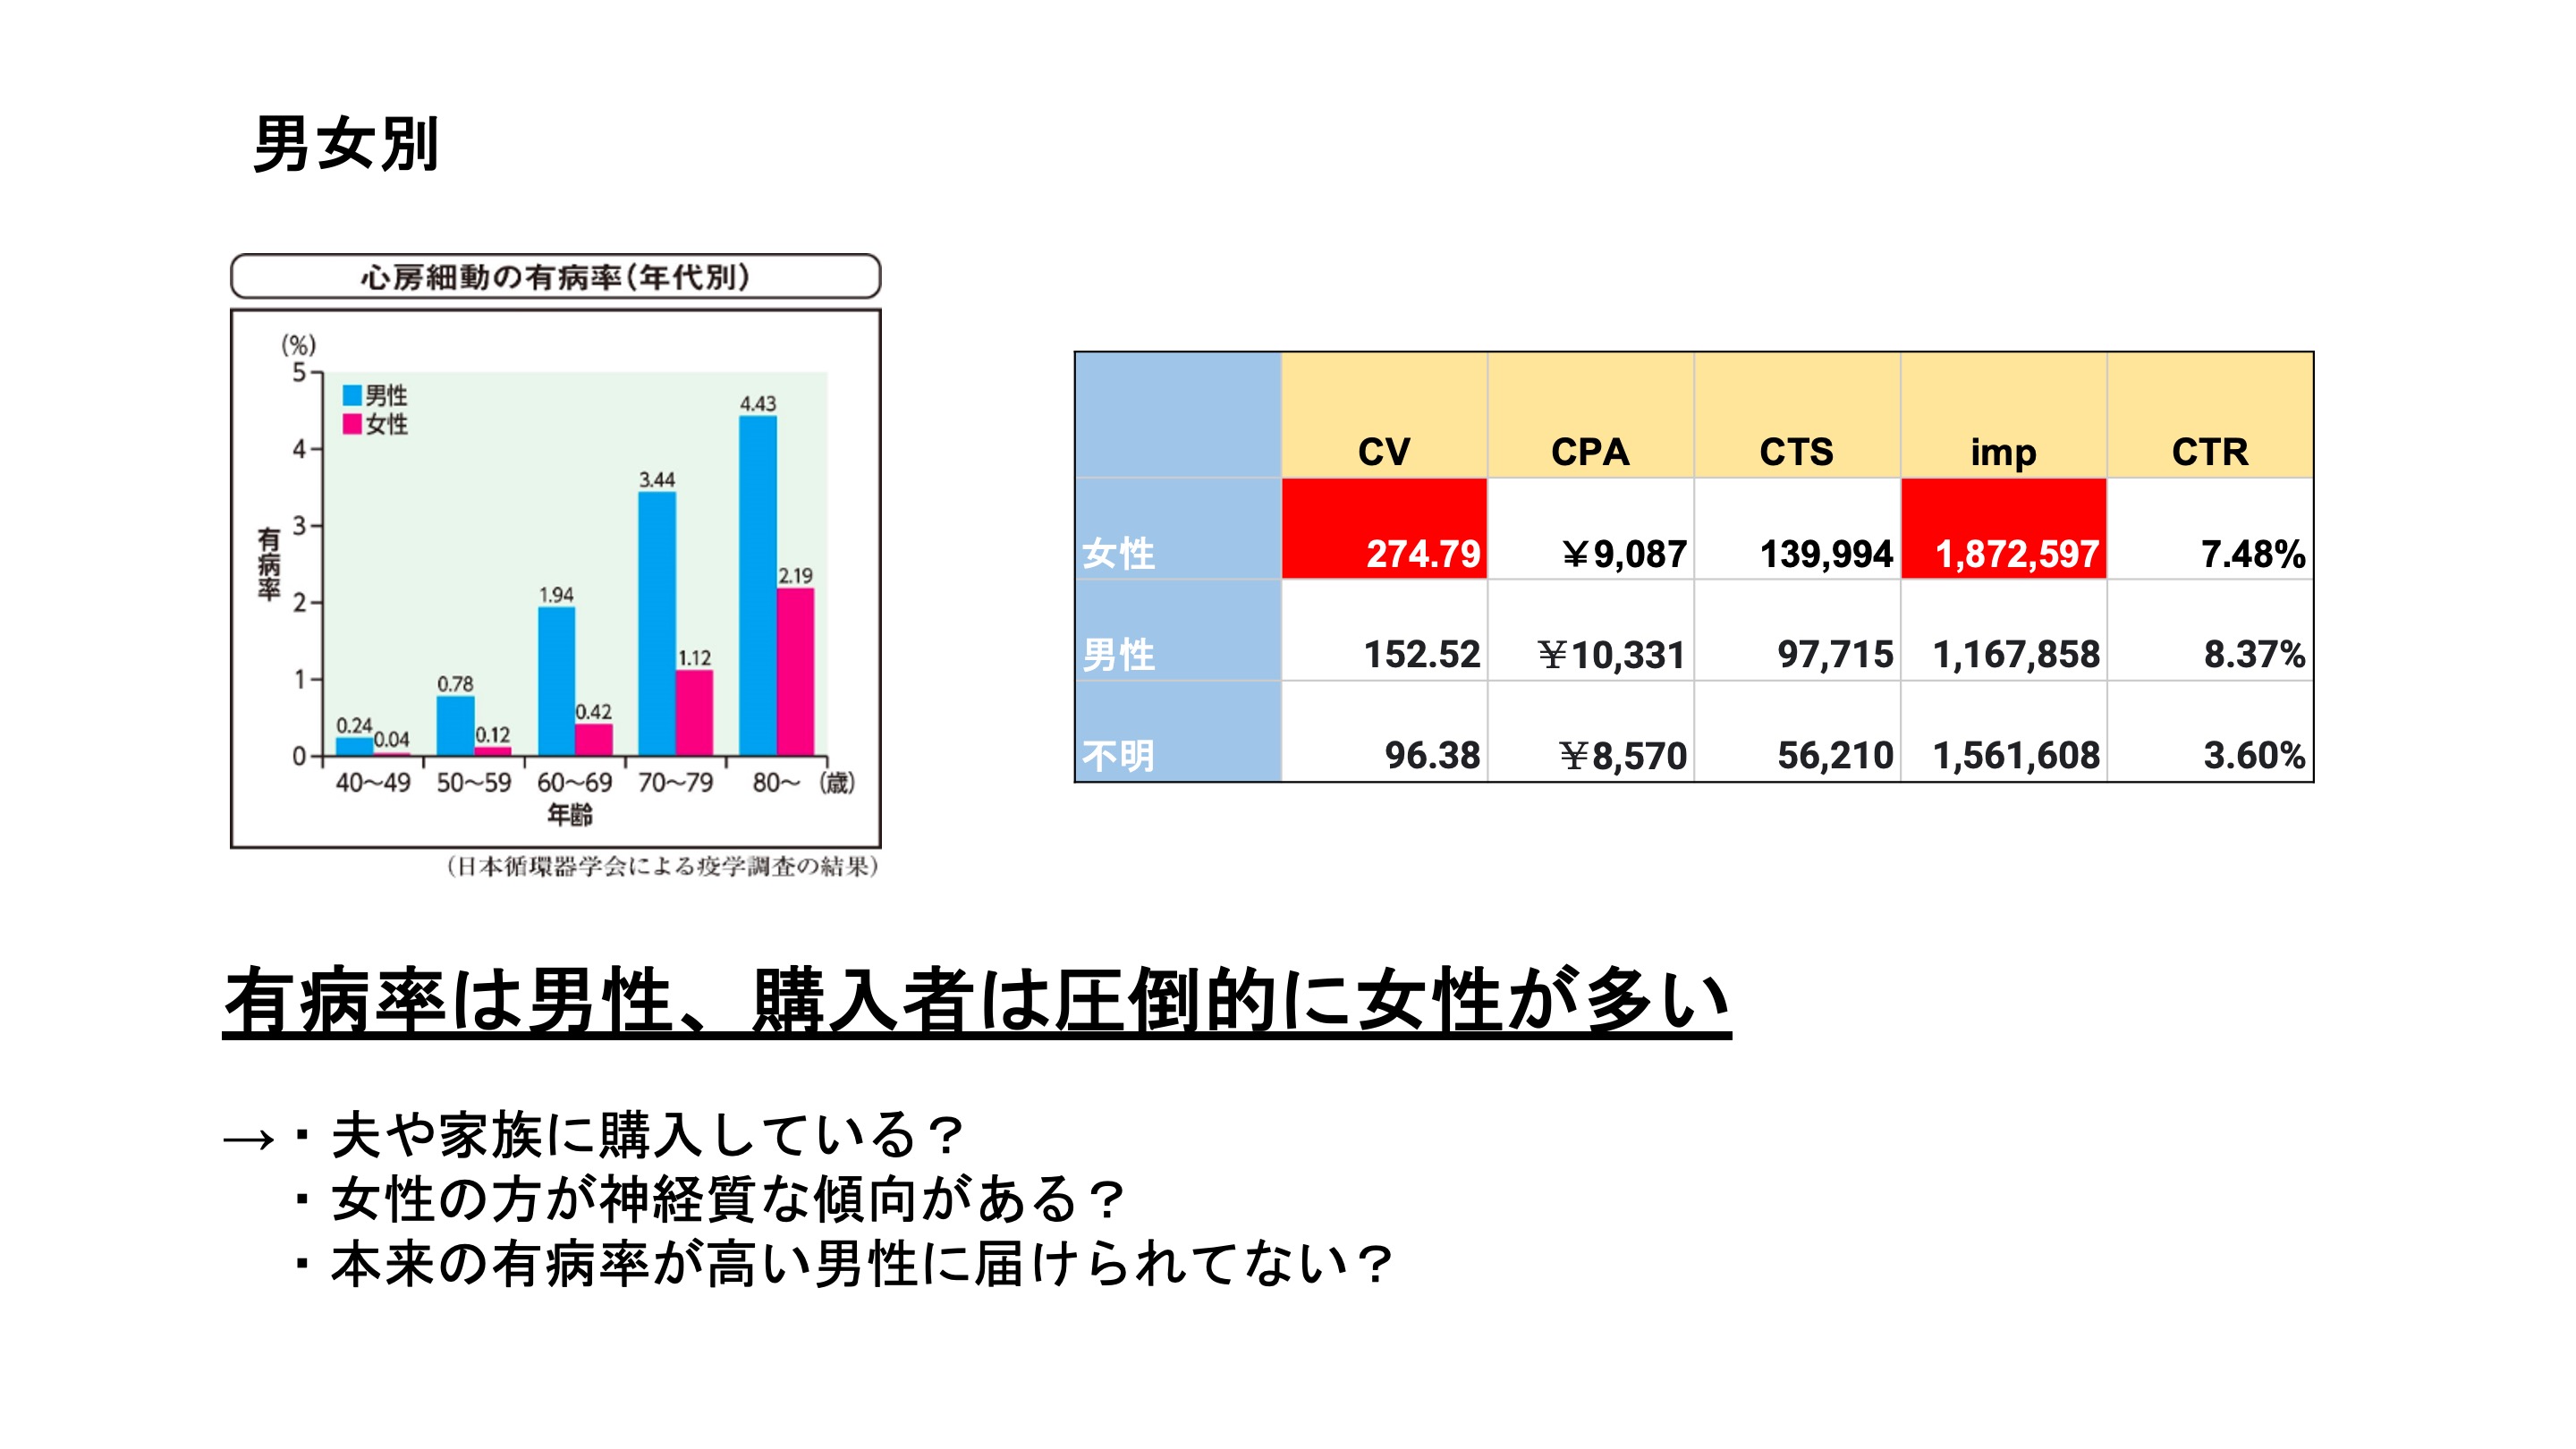 男女別
心房細動の有病率(年代別)
(%)
5
4
3
2
1
0
有病率
男性
女性
0.24
0.04
0.78
0.12
1.94
0.42
3.44
1.12
4.43
2.19
40〜49 50〜59 60〜69 70〜79 80〜 (歳)
年齢
(日本循環器学会による疫学調査の結果)
CV CPA CTS imp CTR
女性 274.79 ￥9,087 139,994 1,872,597 7.48%
男性 152.52 ￥10,331 97,715 1,167,858 8.37%
不明 96.38 ￥8,570 56,210 1,561,608 3.60%
有病率は男性、購入者は圧倒的に女性が多い
→・夫や家族に購入している？
・女性の方が神経質な傾向がある？
・本来の有病率が高い男性に届けられてない？